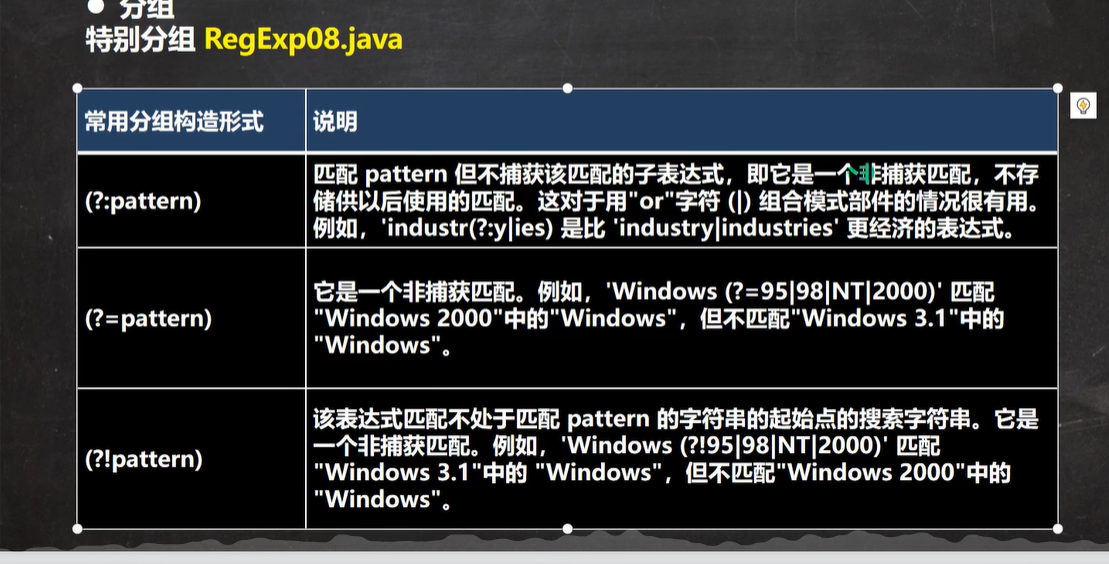 ● 分组
特别分组 RegExp08.java
常用分组构造形式
说明
(?:pattern)
匹配 pattern 但不捕获该匹配的子表达式，即它是一个非捕获匹配，不存
储供以后使用的匹配。这对于用"or"字符 (|) 组合模式部件的情况很有用。
例如，'industr(?:y|ies) 是比 'industry|industries' 更经济的表达式。
(?=pattern)
它是一个非捕获匹配。例如，'Windows (?=95|98|NT|2000)' 匹配
"Windows 2000"中的"Windows"，但不匹配"Windows 3.1"中的
"Windows"。
(?!pattern)
该表达式匹配不处于匹配 pattern 的字符串的起始点的搜索字符串。它是
一个非捕获匹配。例如，'Windows (?!95|98|NT|2000)' 匹配
"Windows 3.1"中的 "Windows"，但不匹配"Windows 2000"中的
"Windows"。